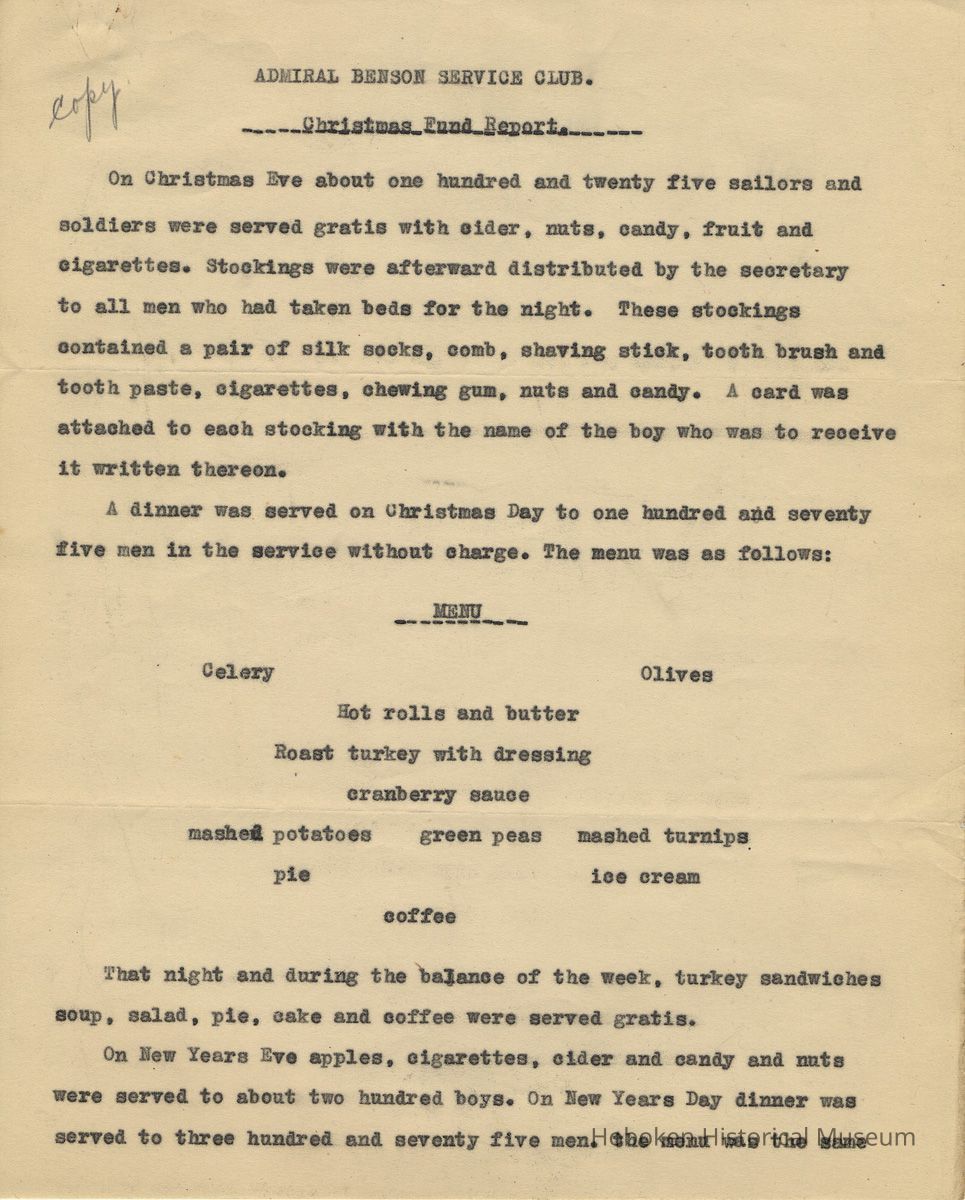 copy
ADMIRAL BENSON SERVICE CLUB.
-----Christmas Fund Report.------
On Christmas Eve about one hundred and twenty five sailors and
soldiers were served gratis with cider, nuts, candy, fruit and
cigarettes. Stockings were afterward distributed by the secretary
to all men who had taken beds for the night. These stockings
contained a pair of silk socks, comb, shaving stick, tooth brush and
tooth paste, cigarettes, chewing gum, nuts and candy. A card was
attached to each stocking with the name of the boy who was to receive
it written thereon.
A dinner was served on Christmas Day to one hundred and seventy
five men in the service without charge. The menu was as follows:
MENU
Celery Olives
Hot rolls and butter
Roast turkey with dressing
cranberry sauce
mashed potatoes green peas mashed turnips
pie ice cream
coffee
That night and during the balance of the week, turkey sandwiches
soup, salad, pie, cake and coffee were served gratis.
On New Years Eve apples, cigarettes, cider and candy and nuts
were served to about two hundred boys. On New Years Day dinner was
served to three hundred and seventy five men. the menu was the same
Hoboken Historical Museum